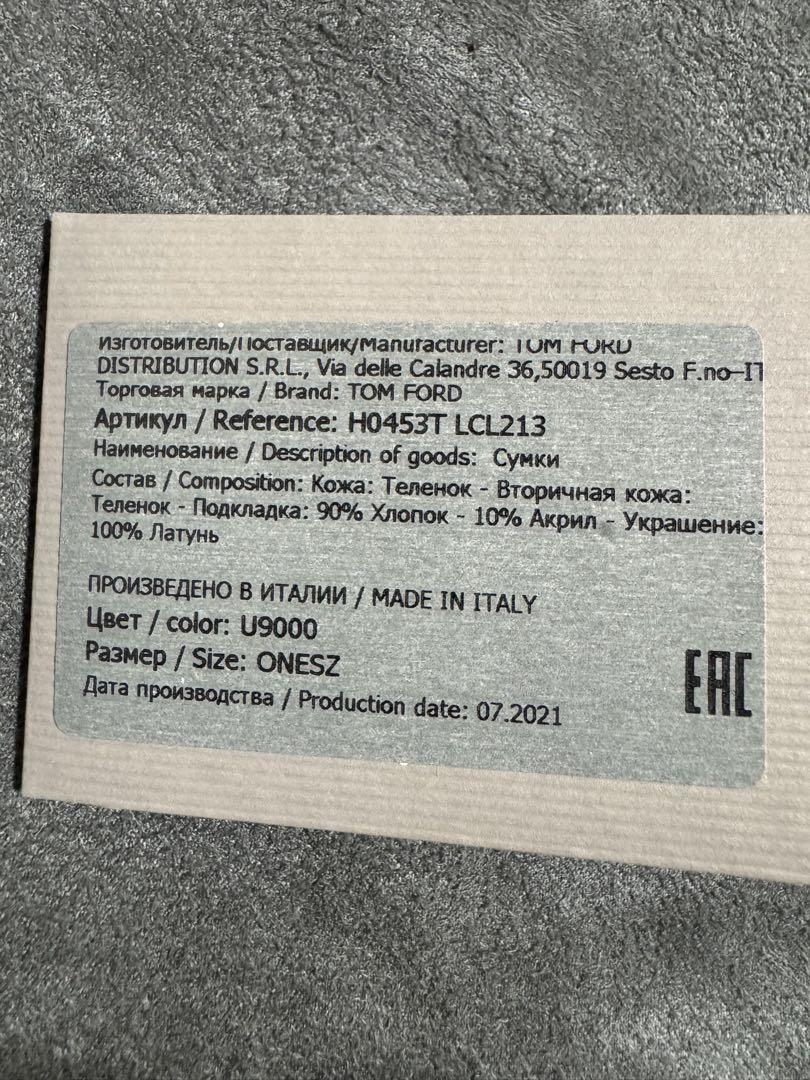 Изготовитель/Поставщик/Manufacturer: TOM FORD
DISTRIBUTION S.R.L., Via delle Calandre 36,50019 Sesto F.no-IT
Торговая марка / Brand: TOM FORD
Артикул / Reference: H0453T LCL213
Наименование / Description of goods: Сумки
Состав / Composition: Кожа: Теленок - Вторичная кожа:
Теленок - Подкладка: 90% Хлопок - 10% Акрил - Украшение:
100% Латунь
ПРОИЗВЕДЕНО В ИТАЛИИ / MADE IN ITALY
Цвет / color: U9000
Размер / Size: ONESZ
Дата производства / Production date: 07.2021
EAC